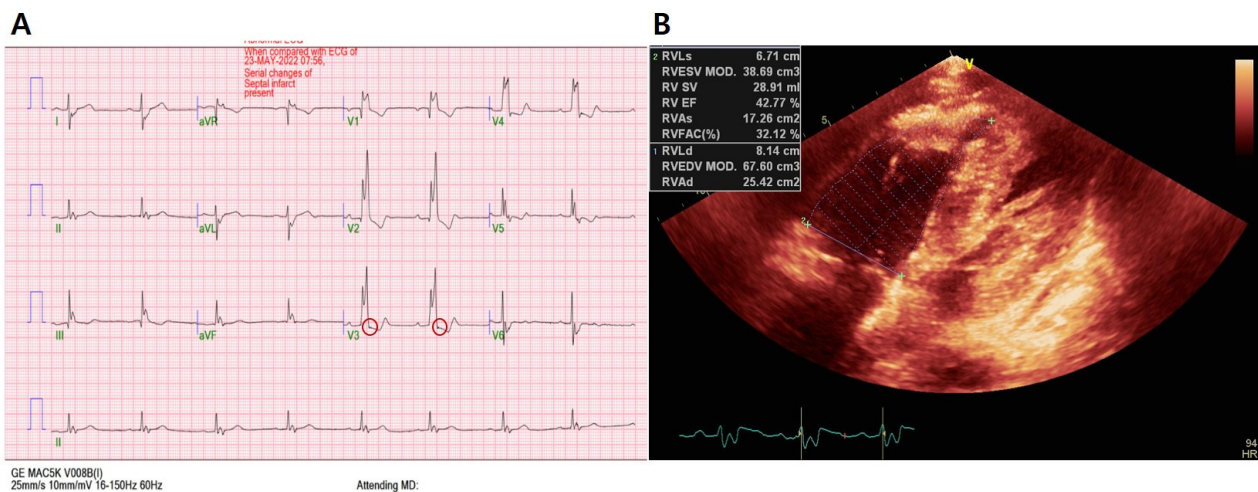 A
B
Abnormal ECG
When compared with ECG of
23-MAY-2022 07:56,
Serial changes of
Septal infarct
present
I
aVR
V1
V4
II
aVL
V2
V5
III
aVF
V3
V6
II
GE MAC5K V008B(I)
25mm/s 10mm/mV 16-150Hz 60Hz
Attending MD:
2 RVLs 6.71 cm
RVESV MOD. 38.69 cm3
RV SV 28.91 ml
RV EF 42.77 %
RVAs 17.26 cm2
RVFAC(%) 32.12 %
1 RVLd 8.14 cm
RVEDV MOD. 67.60 cm3
RVAd 25.42 cm2
V
5
2
94
HR